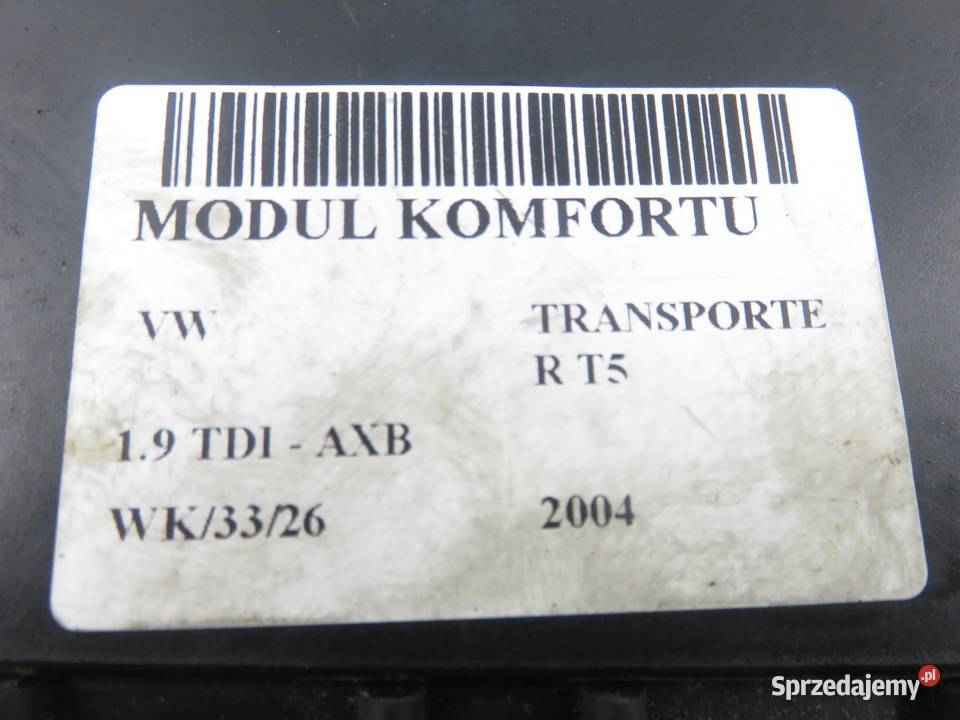 MODUL KOMFORTU
VW
TRANSPORTE
R T5
1.9 TDI - AXB
WK/33/26
2004
Sprzedajemy.pl